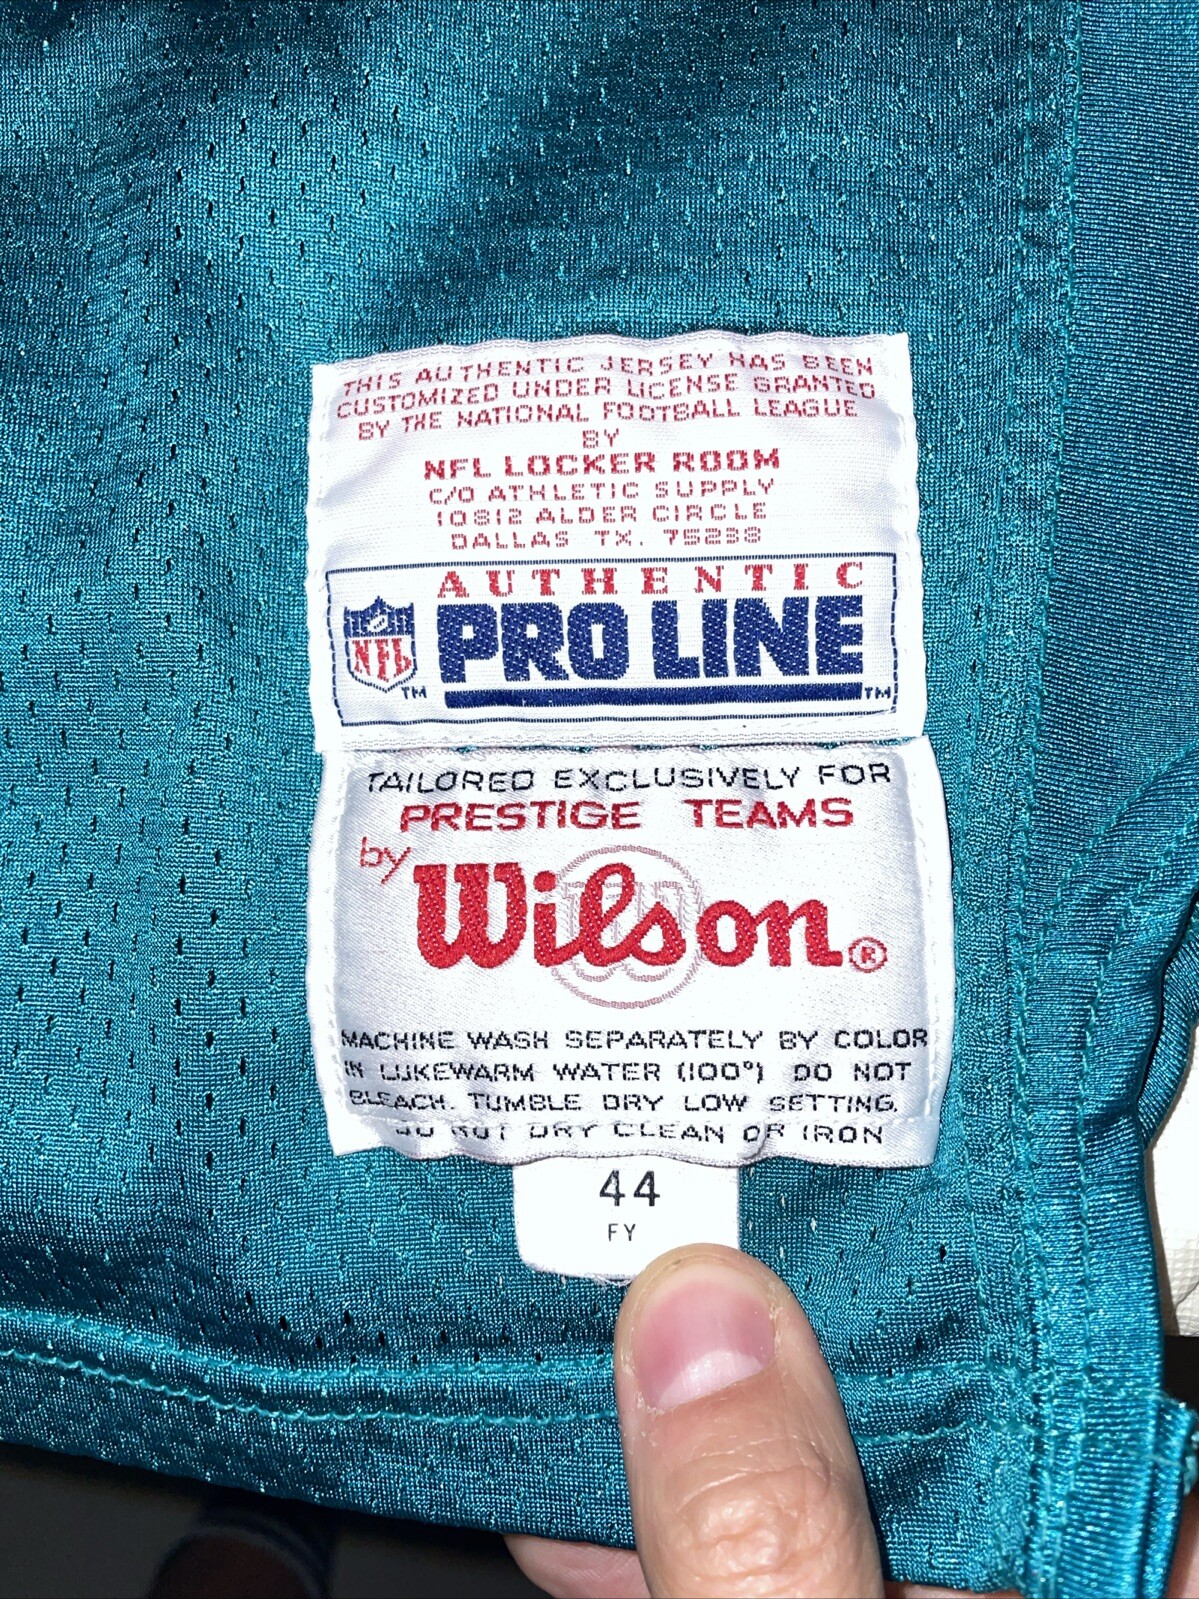 THIS AUTHENTIC JERSEY HAS BEEN
CUSTOMIZED UNDER LICENSE GRANTED
BY THE NATIONAL FOOTBALL LEAGUE
BY
NFL LOCKER ROOM
C/O ATHLETIC SUPPLY
10812 ALDER CIRCLE
DALLAS TX. 75238
AUTHENTIC
NFL TM PRO LINE TM
TAILORED EXCLUSIVELY FOR
PRESTIGE TEAMS
by Wilson®
MACHINE WASH SEPARATELY BY COLOR
IN LUKEWARM WATER (100°) DO NOT
BLEACH. TUMBLE DRY LOW SETTING.
DO NOT DRY CLEAN OR IRON
44
FY